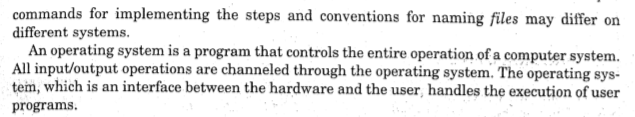 commands for implementing the steps and conventions for naming files may differ on
different systems.
An operating system is a program that controls the entire operation of a computer system.
All input/output operations are channeled through the operating system. The operating sys-
tem, which is an interface between the hardware and the user, handles the execution of user
programs.